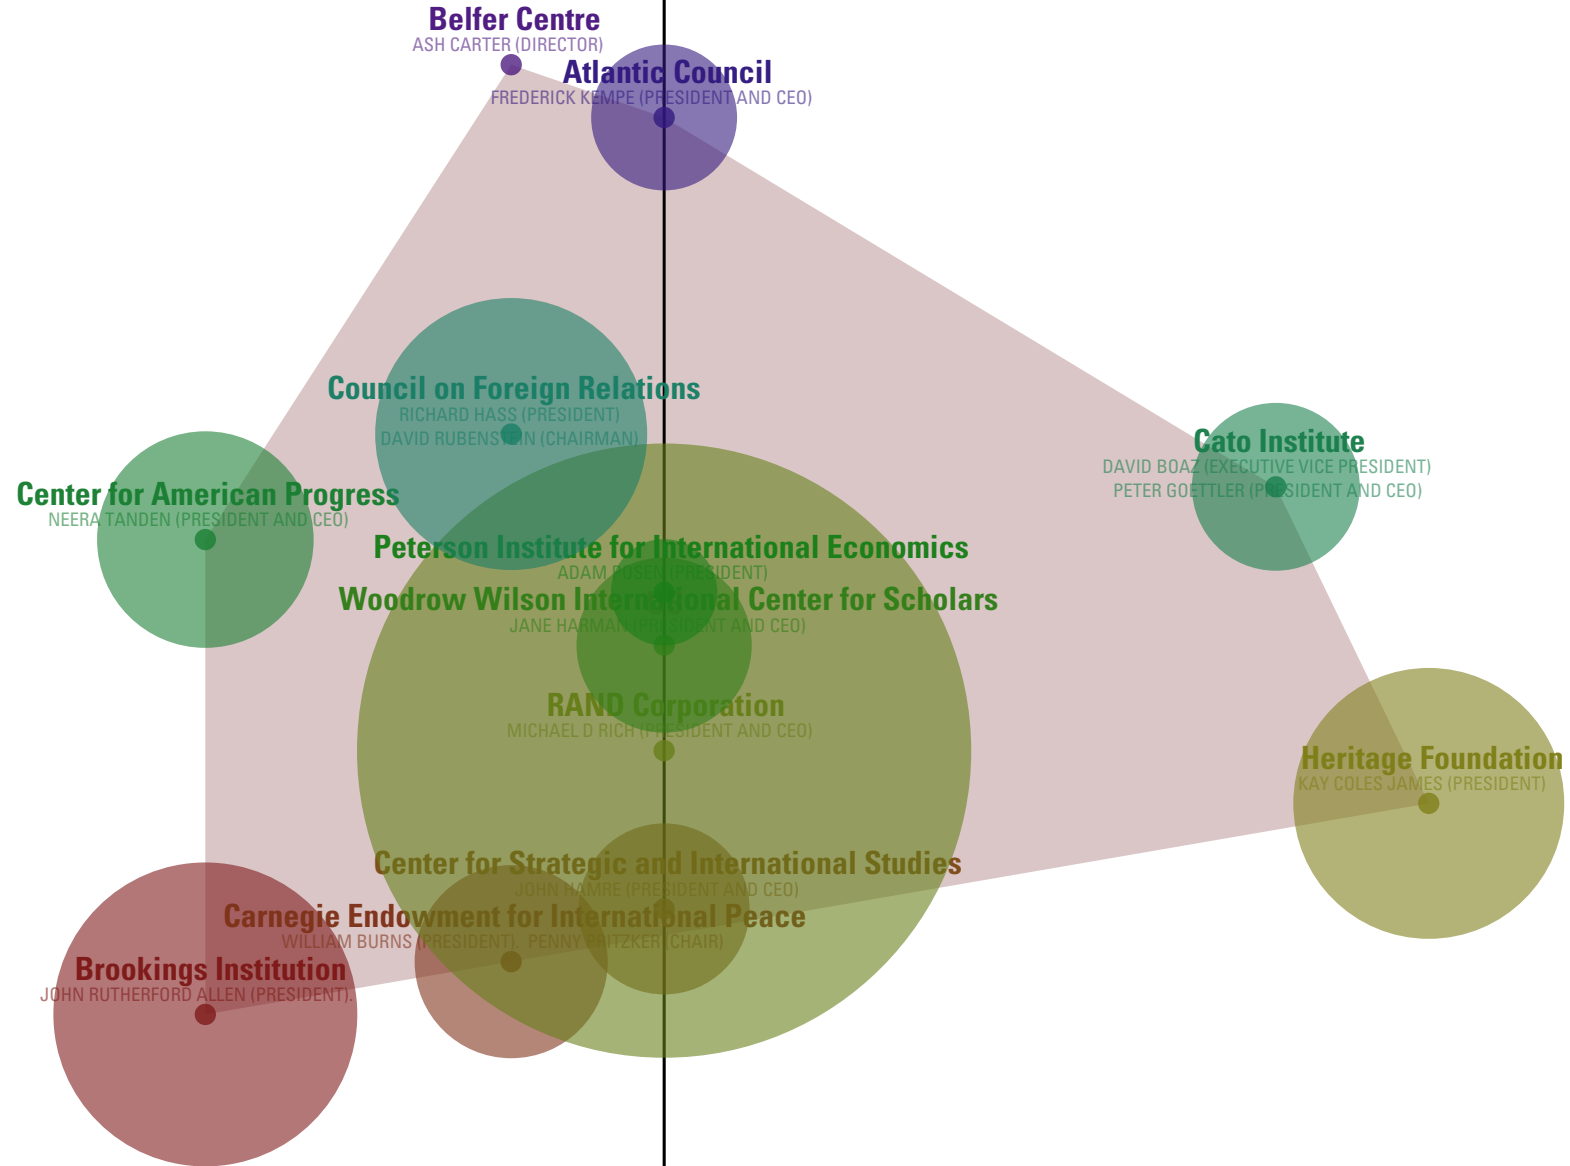 Belfer Centre
ASH CARTER (DIRECTOR)
Atlantic Council
FREDERICK KEMPE (PRESIDENT AND CEO)
Council on Foreign Relations
RICHARD HASS (PRESIDENT)
DAVID RUBENSTEIN (CHAIRMAN)
Cato Institute
DAVID BOAZ (EXECUTIVE VICE PRESIDENT)
PETER GOETTLER (PRESIDENT AND CEO)
Center for American Progress
NEERA TANDEN (PRESIDENT AND CEO)
Peterson Institute for International Economics
ADAM POSEN (PRESIDENT)
Woodrow Wilson International Center for Scholars
JANE HARMAN (PRESIDENT AND CEO)
RAND Corporation
MICHAEL D RICH (PRESIDENT AND CEO)
Heritage Foundation
KAY COLES JAMES (PRESIDENT)
Center for Strategic and International Studies
JOHN HAMRE (PRESIDENT AND CEO)
Carnegie Endowment for International Peace
WILLIAM BURNS (PRESIDENT). PENNY PRITZKER (CHAIR)
Brookings Institution
JOHN RUTHERFORD ALLEN (PRESIDENT).